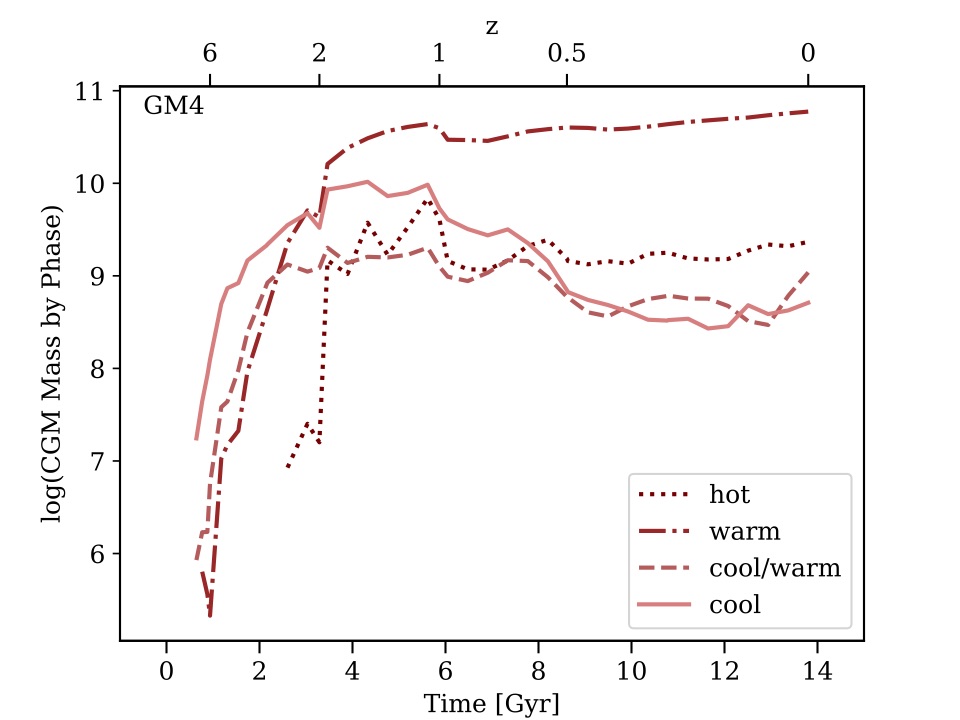 z
6 2 1 0.5 0
GM4
11
10
9
8
7
6
log(CGM Mass by Phase)
hot
warm
cool/warm
cool
0 2 4 6 8 10 12 14
Time [Gyr]